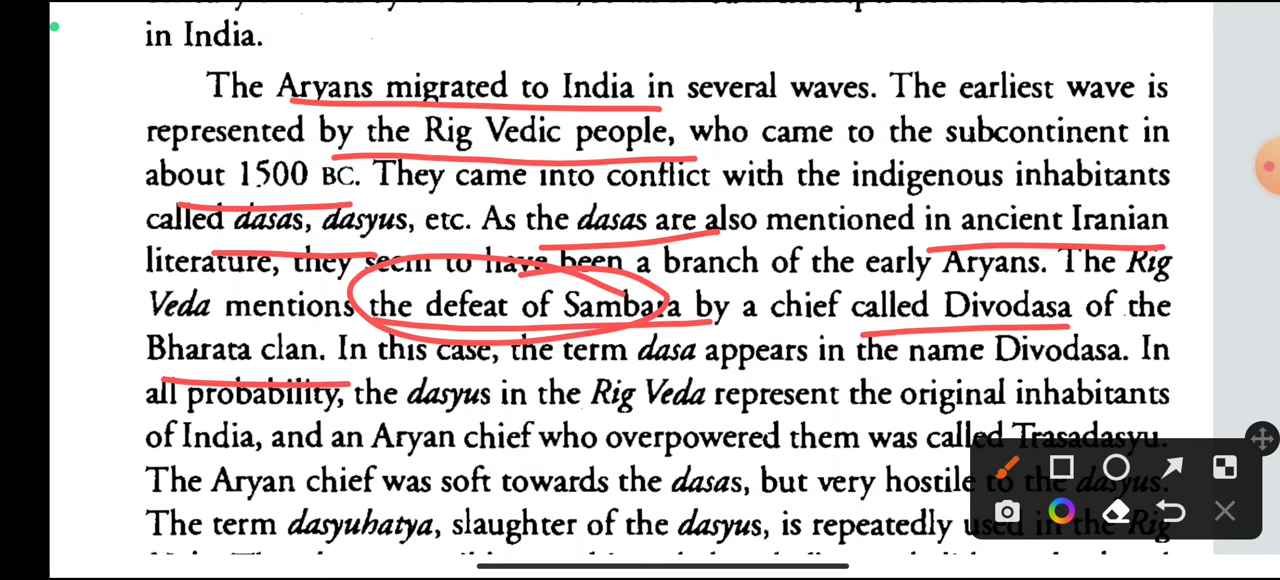 in India.
The Aryans migrated to India in several waves. The earliest wave is
represented by the Rig Vedic people, who came to the subcontinent in
about 1500 BC. They came into conflict with the indigenous inhabitants
called dasas, dasyus, etc. As the dasas are also mentioned in ancient Iranian
literature, they seem to have been a branch of the early Aryans. The Rig
Veda mentions the defeat of Sambara by a chief called Divodasa of the
Bharata clan. In this case, the term dasa appears in the name Divodasa. In
all probability, the dasyus in the Rig Veda represent the original inhabitants
of India, and an Aryan chief who overpowered them was called Trasadasyu.
The Aryan chief was soft towards the dasas, but very hostile to the dasyus.
The term dasyuhatya, slaughter of the dasyus, is repeatedly used in the Rig